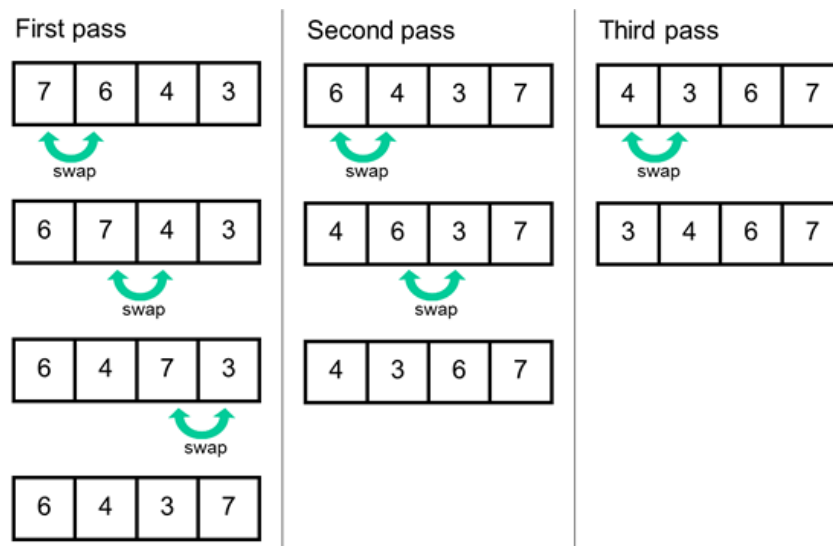 First pass
7 6 4 3
swap
6 7 4 3
swap
6 4 7 3
swap
6 4 3 7
Second pass
6 4 3 7
swap
4 6 3 7
swap
4 3 6 7
Third pass
4 3 6 7
swap
3 4 6 7